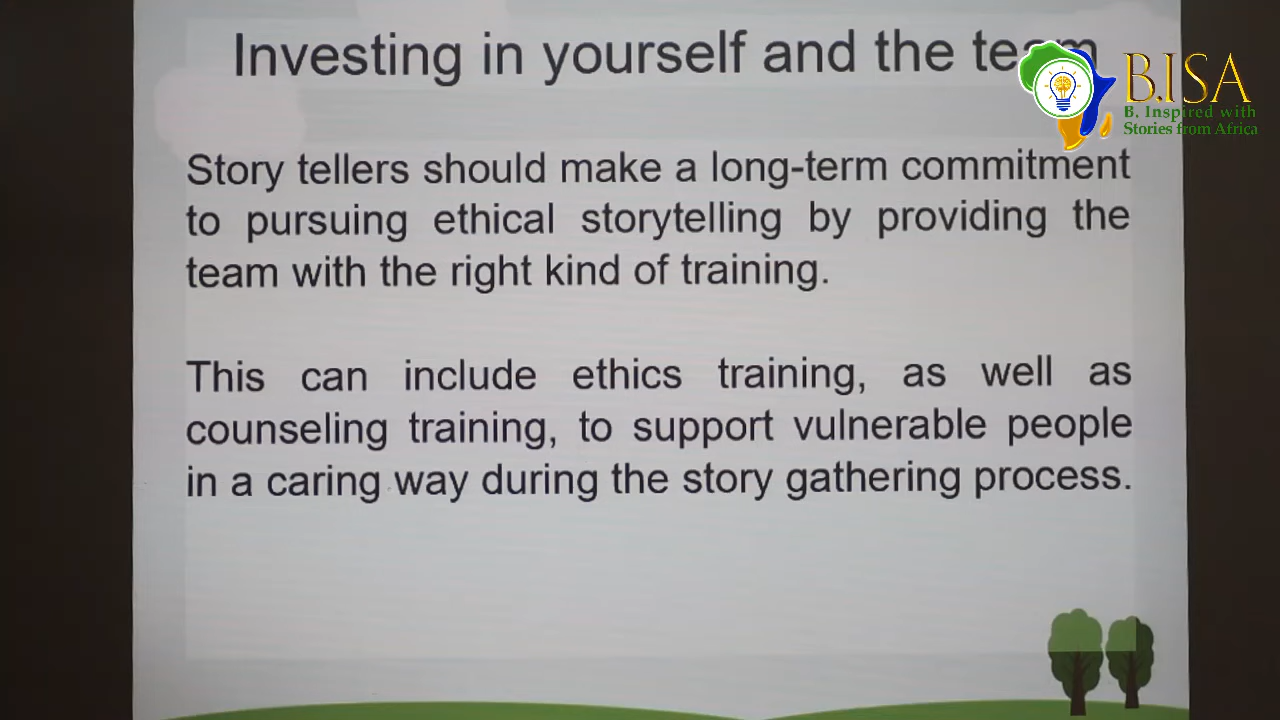 Investing in yourself and the team
B.ISA
B. Inspired with
Stories from Africa
Story tellers should make a long-term commitment
to pursuing ethical storytelling by providing the
team with the right kind of training.
This can include ethics training, as well as
counseling training, to support vulnerable people
in a caring way during the story gathering process.